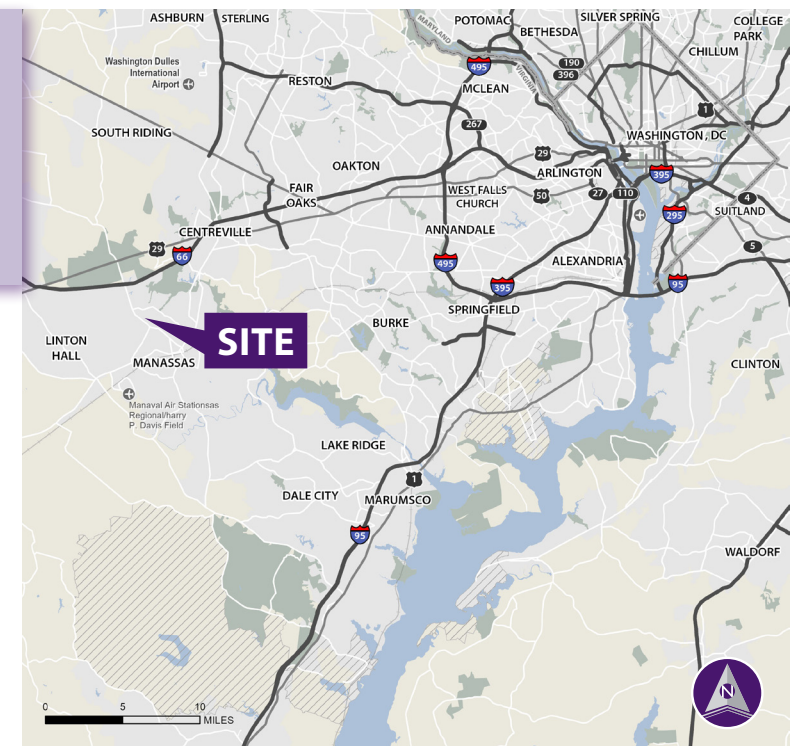 ASHBURN
STERLING
POTOMAC
SILVER SPRING
COLLEGE
PARK
MARYLAND
BETHESDA
CHILLUM
Washington Dulles
International
Airport
190
396
495
VIRGINIA
RESTON
MCLEAN
1
267
SOUTH RIDING
WASHINGTON, DC
29
OAKTON
ARLINGTON
395
FAIR
OAKS
WEST FALLS
CHURCH
50
27
110
4
295
SUITLAND
CENTREVILLE
ANNANDALE
29
66
5
495
ALEXANDRIA
395
95
SPRINGFIELD
BURKE
SITE
LINTON
HALL
MANASSAS
CLINTON
Manaval Air Stationsas
Regional/harry
P. Davis Field
LAKE RIDGE
1
DALE CITY
MARUMSCO
95
WALDORF
N
0 5 10
MILES